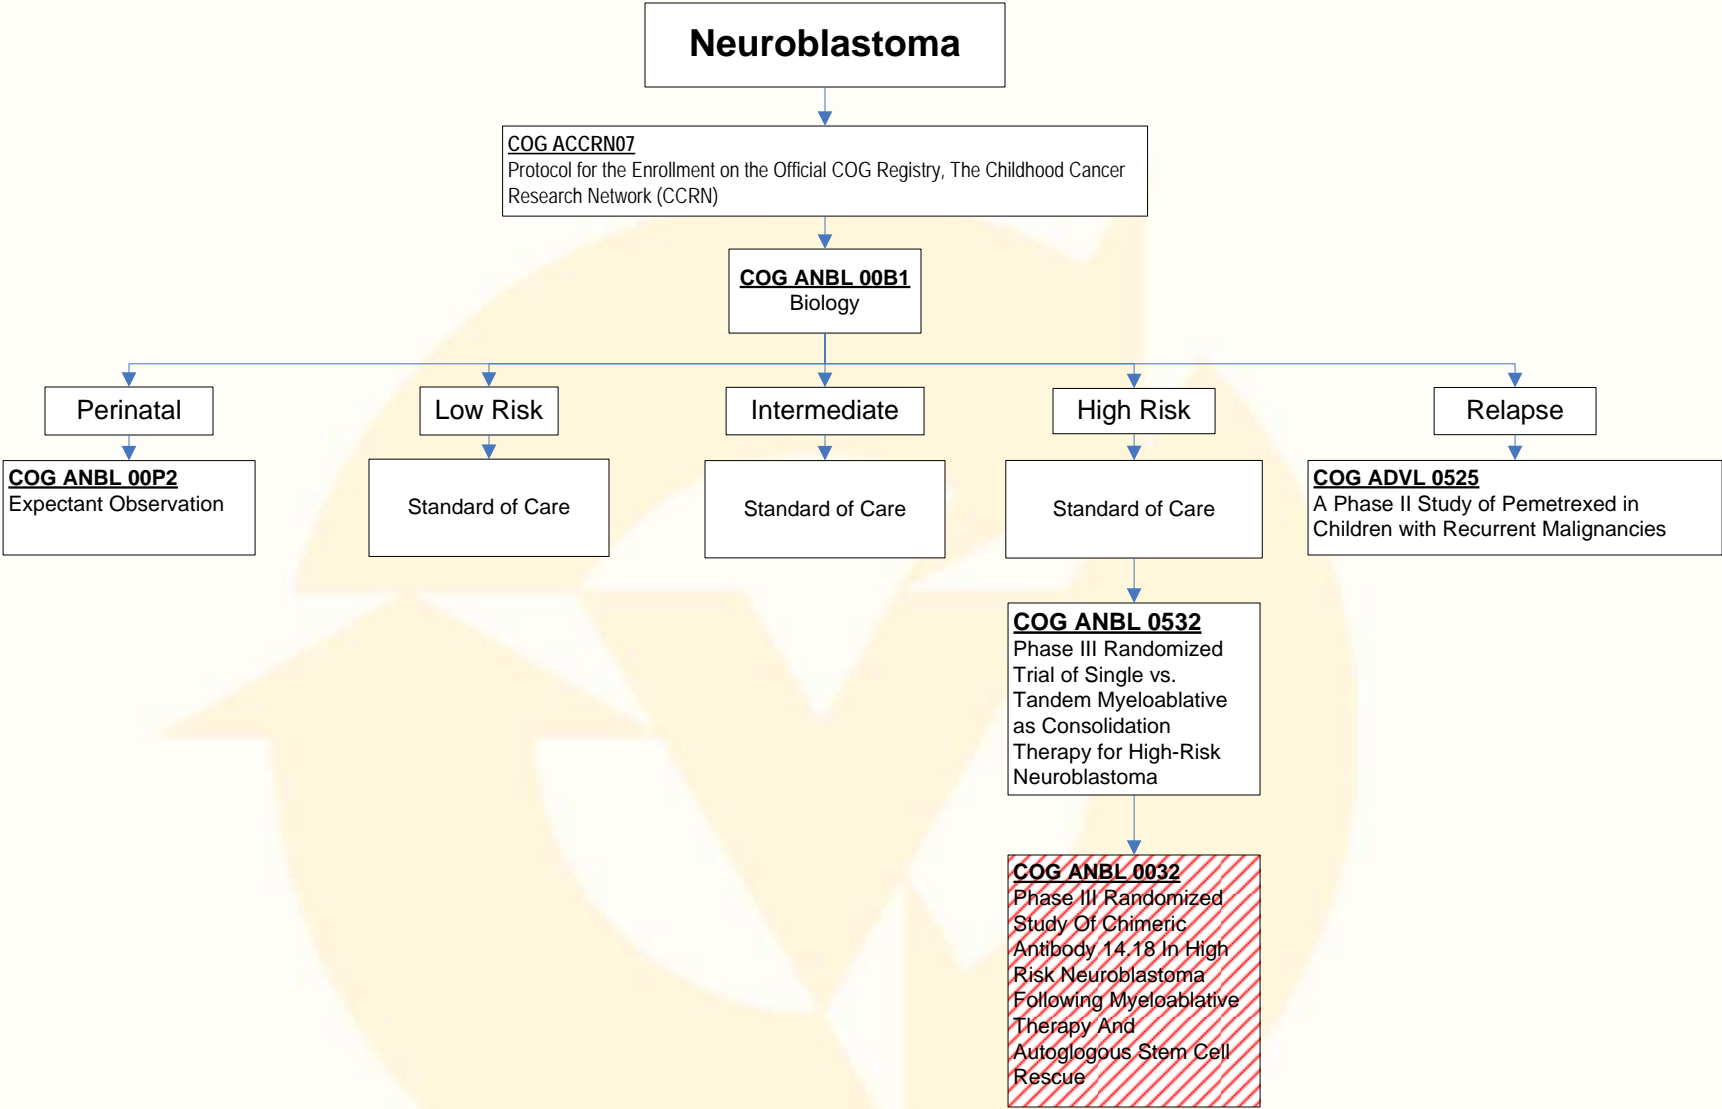 Neuroblastoma
COG ACCRN07
Protocol for the Enrollment on the Official COG Registry, The Childhood Cancer
Research Network (CCRN)
COG ANBL 00B1
Biology
Perinatal
Low Risk
Intermediate
High Risk
Relapse
COG ANBL 00P2
Expectant Observation
Standard of Care
Standard of Care
Standard of Care
COG ADVL 0525
A Phase II Study of Pemetrexed in
Children with Recurrent Malignancies
COG ANBL 0532
Phase III Randomized
Trial of Single vs.
Tandem Myeloablative
as Consolidation
Therapy for High-Risk
Neuroblastoma
COG ANBL 0032
Phase III Randomized
Study Of Chimeric
Antibody 14.18 In High
Risk Neuroblastoma
Following Myeloablative
Therapy And
Autoglogous Stem Cell
Rescue